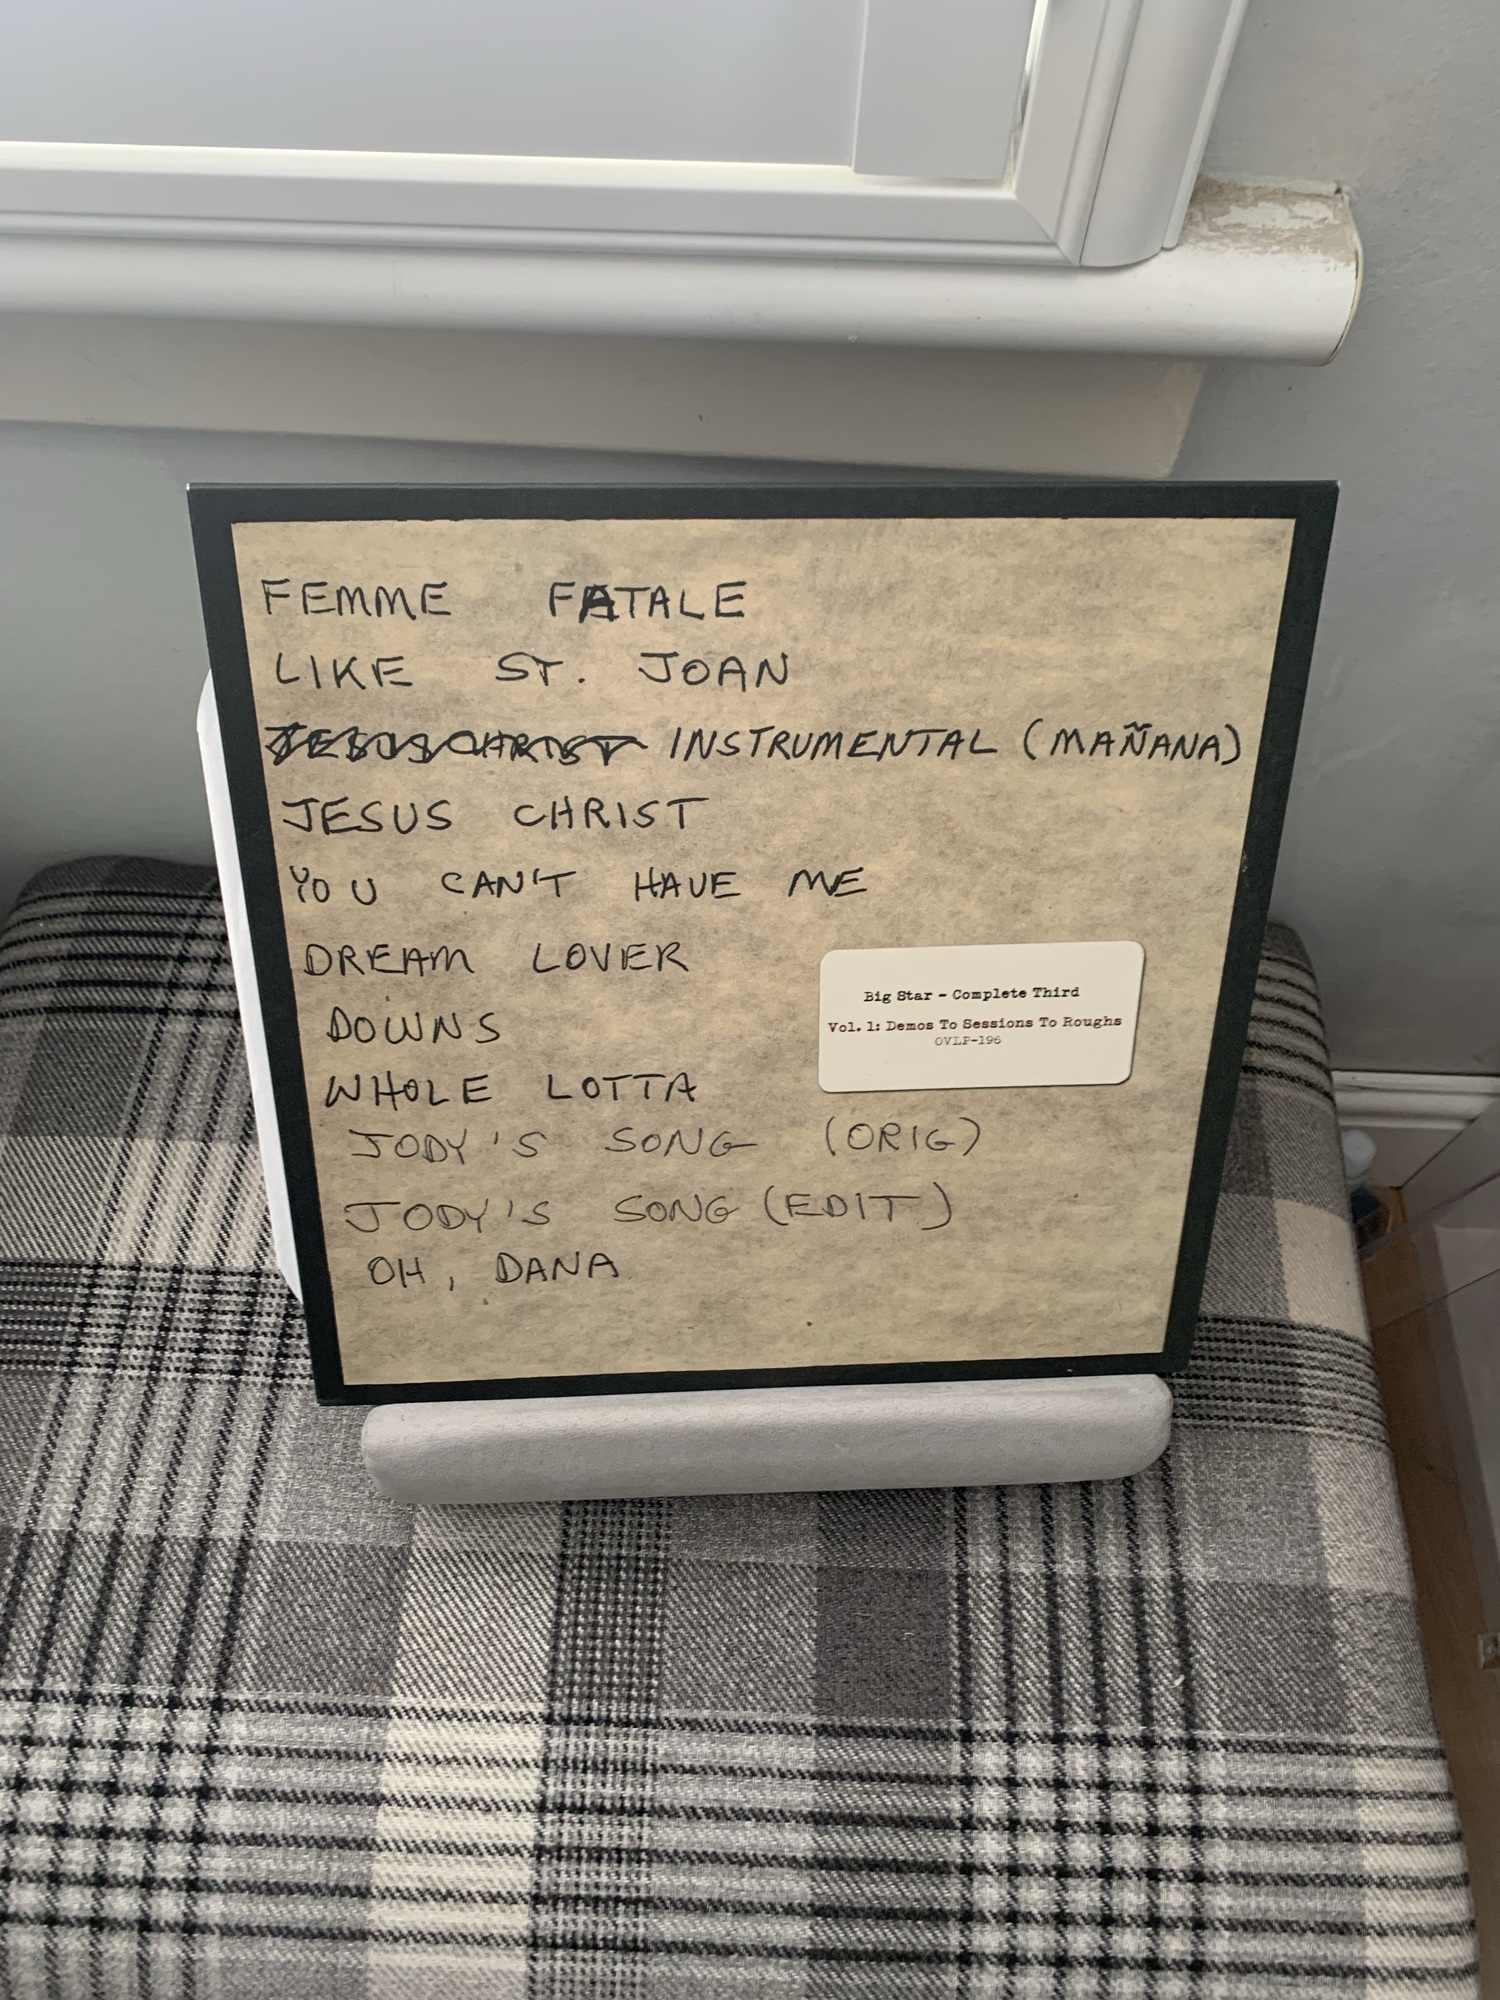 FEMME FATALE
LIKE ST. JOAN
JESUS CHRIST INSTRUMENTAL (MAÑANA)
JESUS CHRIST
YOU CAN'T HAVE ME
DREAM LOVER
DOWNS
WHOLE LOTTA
JODY'S SONG (ORIG)
JODY'S SONG (EDIT)
OH, DANA
Big Star - Complete Third
Vol. 1: Demos To Sessions To Roughs
OVLP-196